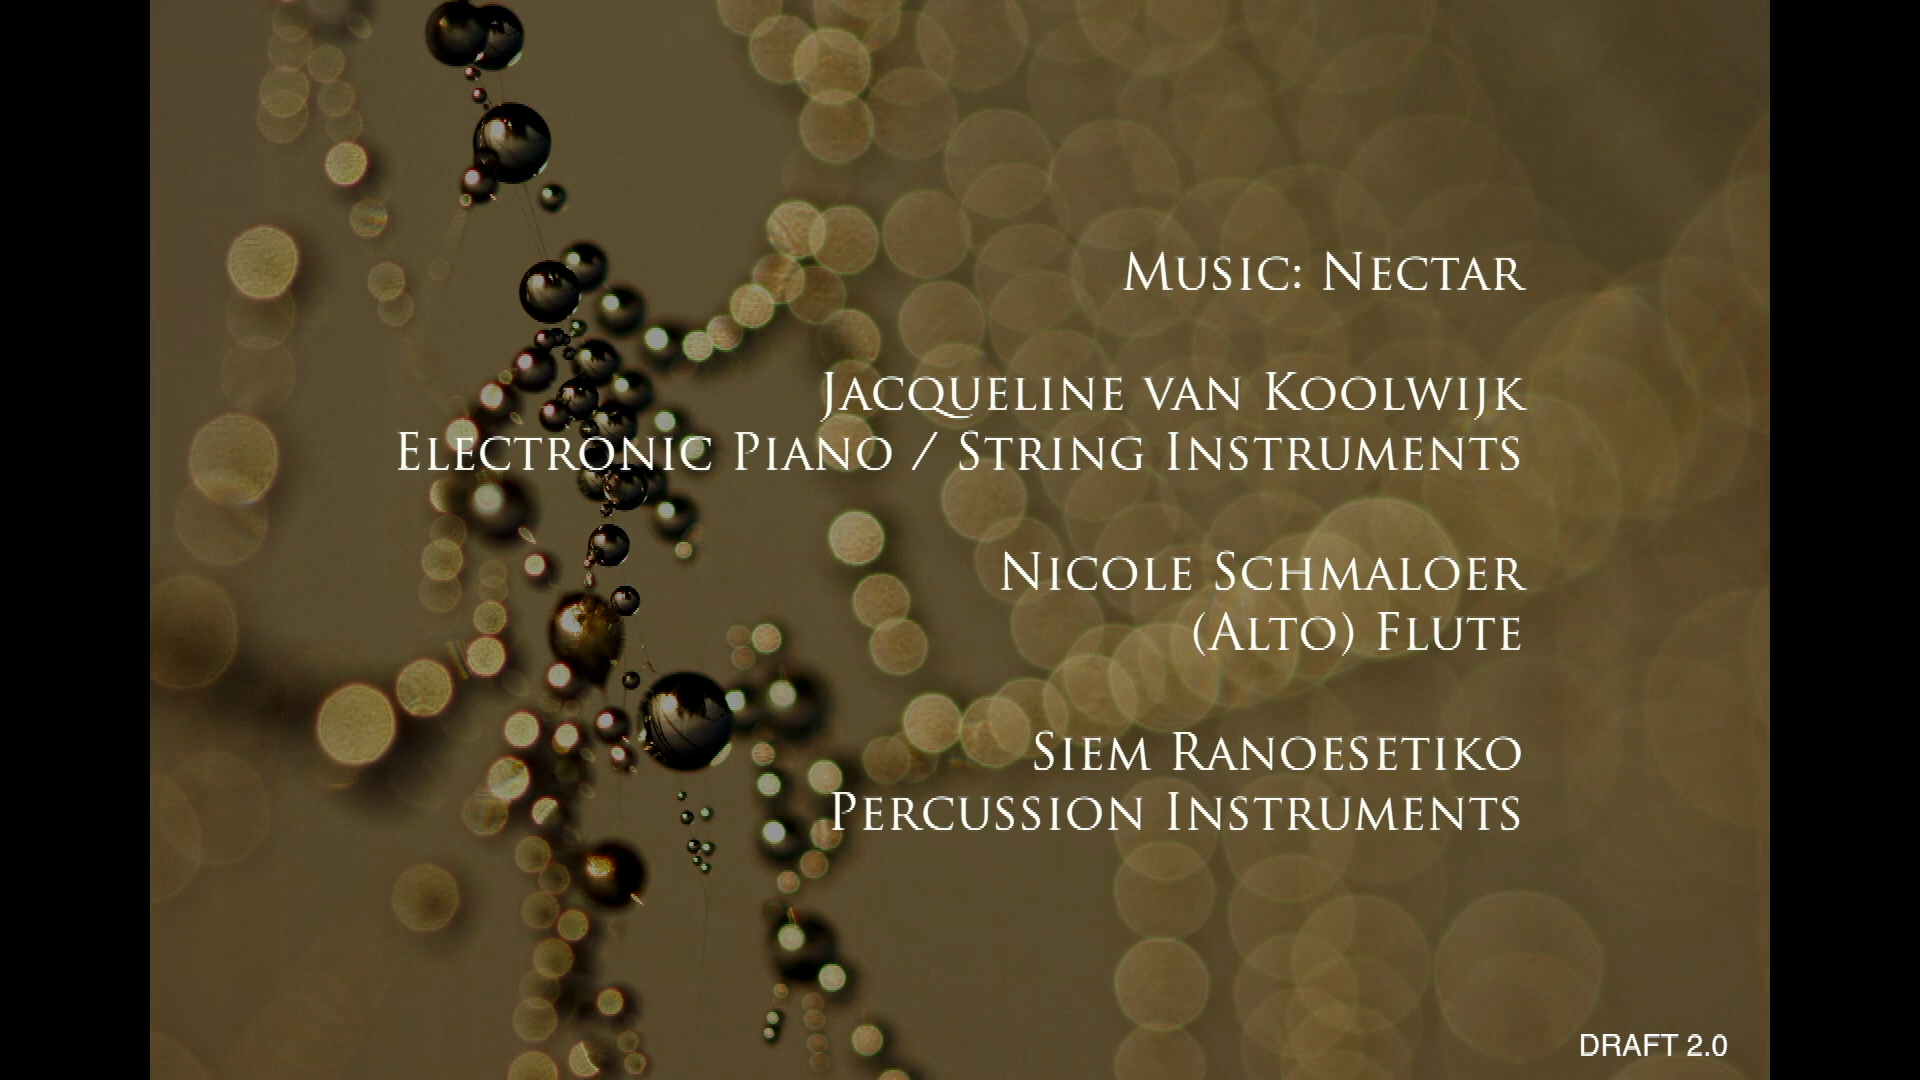 Music: Nectar
Jacqueline van Koolwijk
Electronic Piano / String Instruments
Nicole Schmaloer
(Alto) Flute
Siem Ranoesetiko
Percussion Instruments
DRAFT 2.0